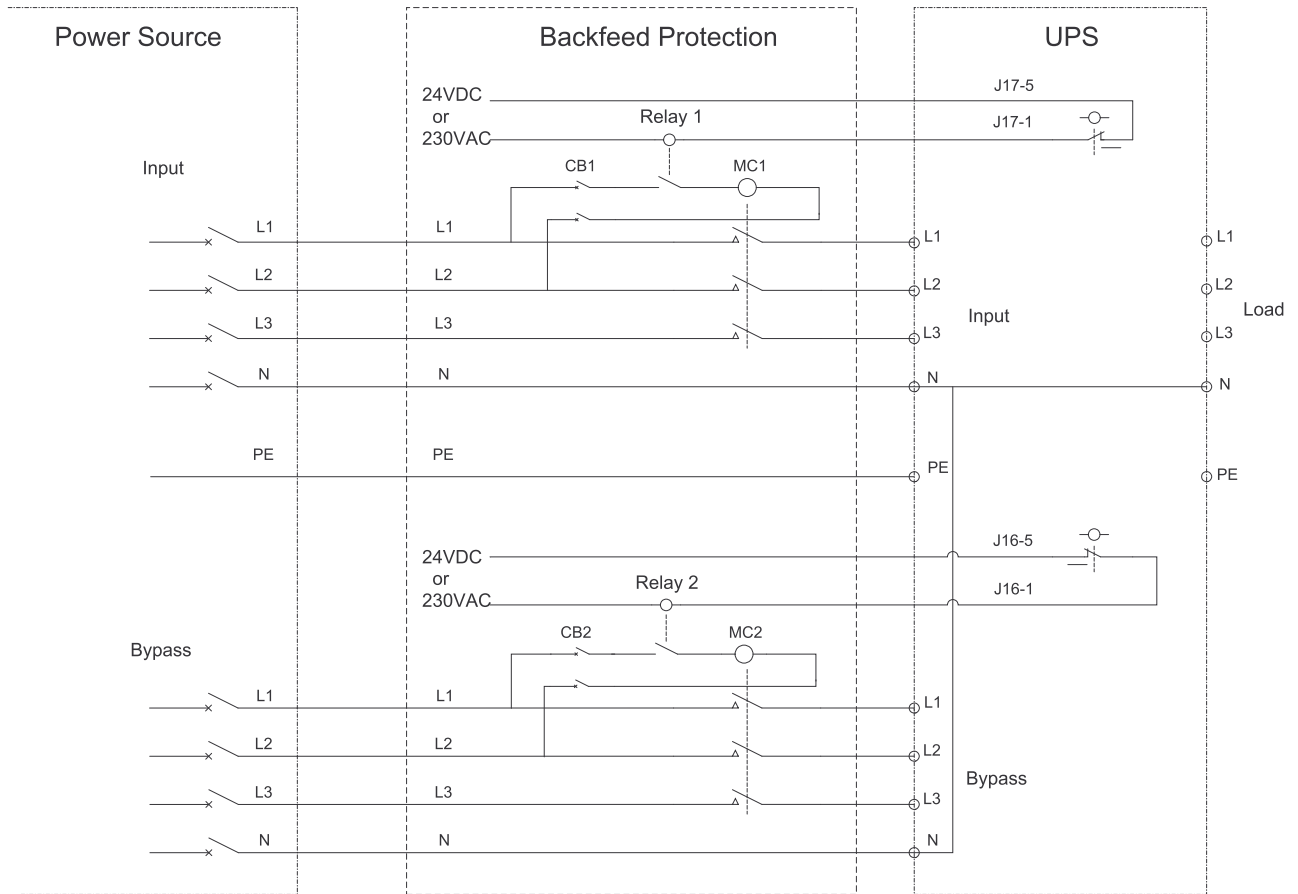 Power Source
Backfeed Protection
UPS
24VDC
or
230VAC
J17-5
J17-1
Relay 1
Input
CB1
MC1
L1
L1
L1
L1
L2
L2
L2
L2
L3
L3
L3
L3
Input
Load
N
N
N
N
PE
PE
PE
PE
24VDC
or
230VAC
J16-5
J16-1
Relay 2
Bypass
CB2
MC2
L1
L1
L1
L2
L2
L2
Bypass
L3
L3
L3
N
N
N